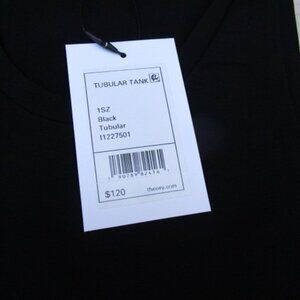 TUBULAR TANK
1SZ
Black
Tubular
I1227501
$120
theory.com